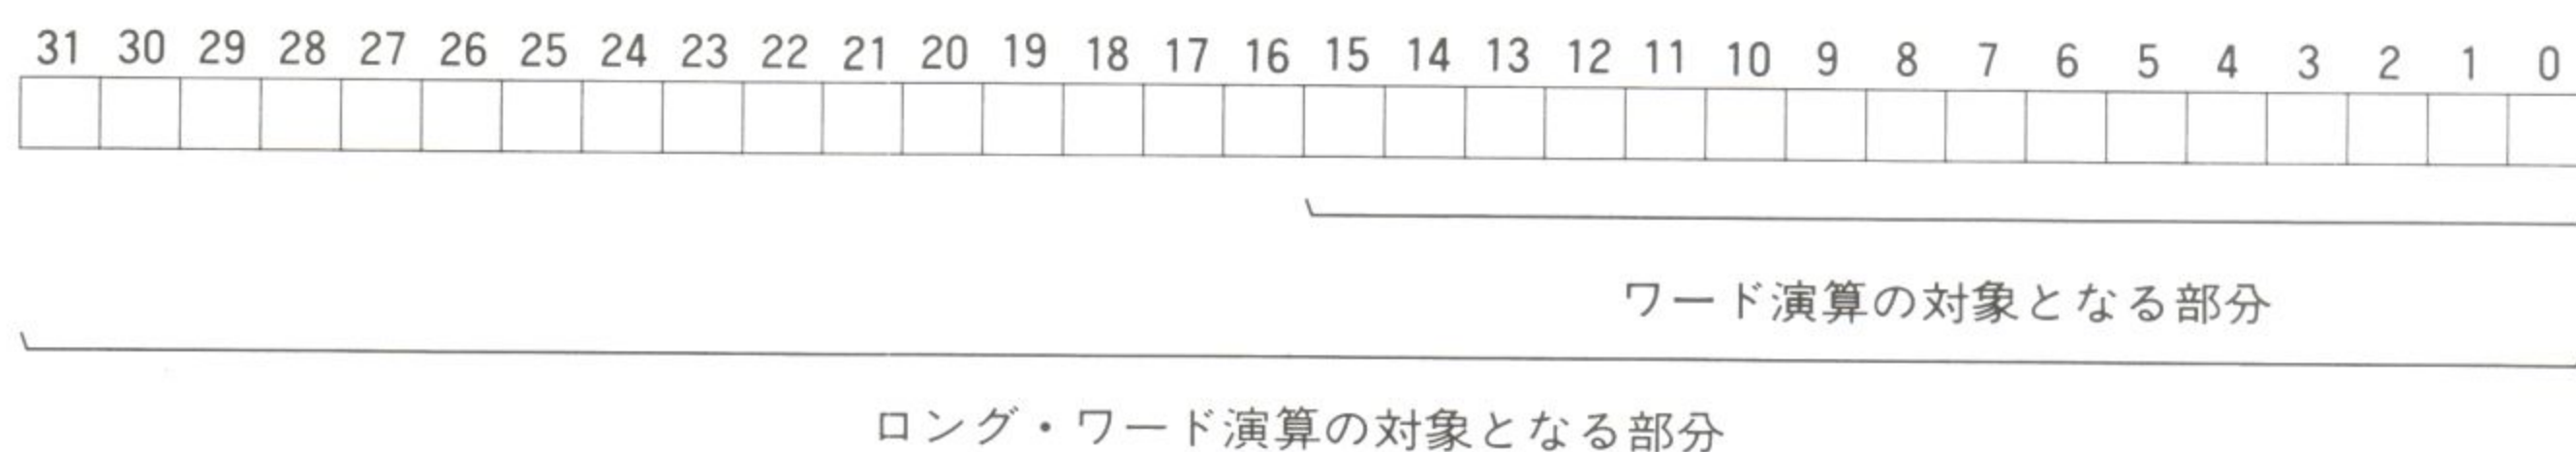 31 30 29 28 27 26 25 24 23 22 21 20 19 18 17 16 15 14 13 12 11 10 9 8 7 6 5 4 3 2 1 0
ワード演算の対象となる部分
ロング・ワード演算の対象となる部分